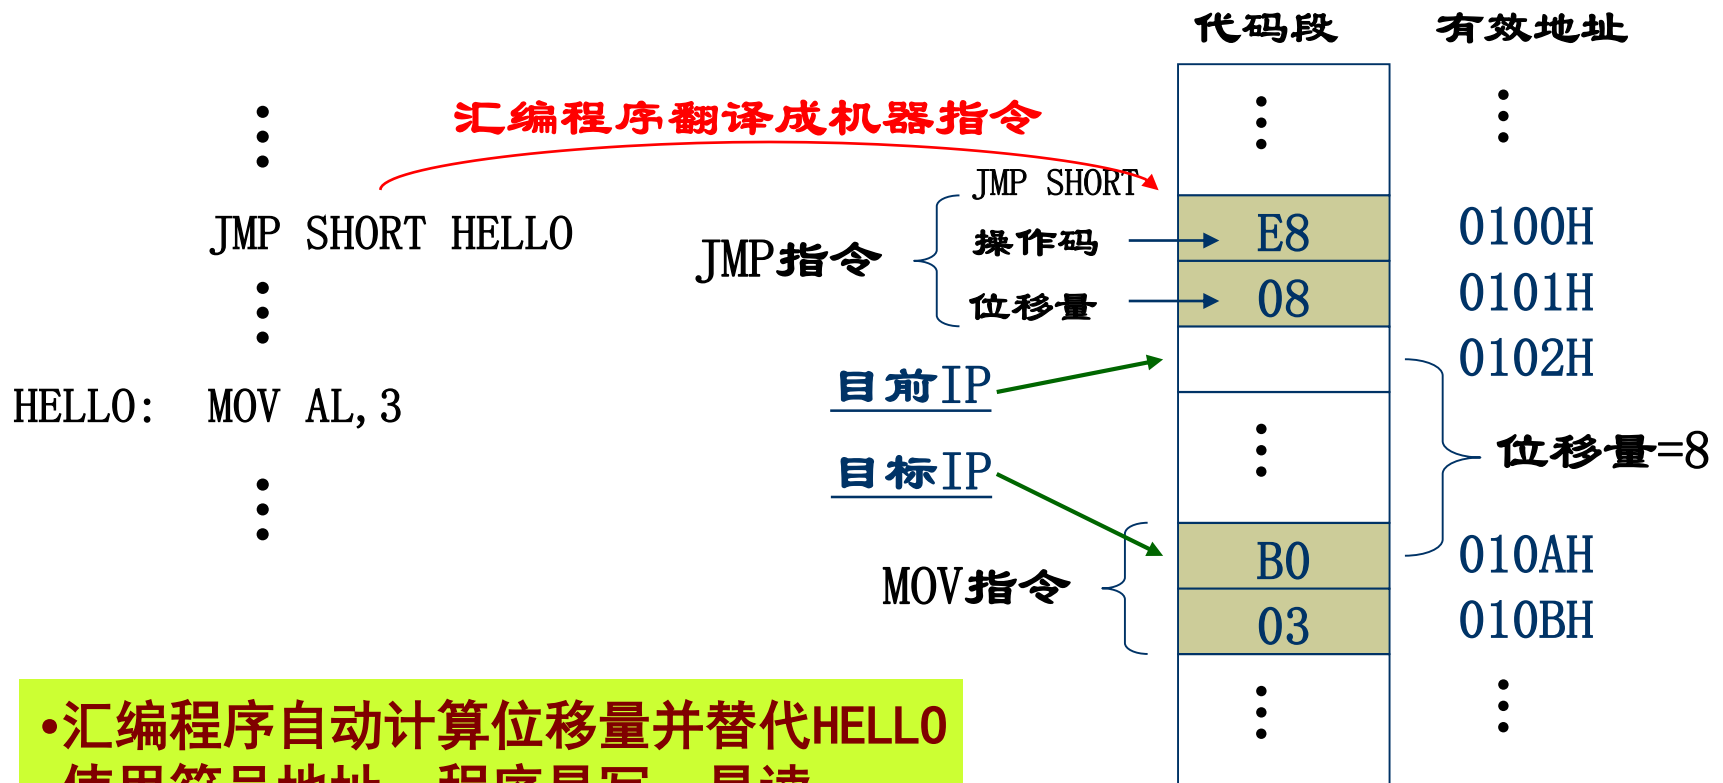 代码段 有效地址
汇编程序翻译成机器指令
JMP SHORT
JMP SHORT HELLO
JMP指令
操作码
E8
0100H
位移量
08
0101H
0102H
目前IP
HELLO: MOV AL,3
位移量=8
目标IP
B0
010AH
MOV指令
03
010BH
•汇编程序自动计算位移量并替代HELLO